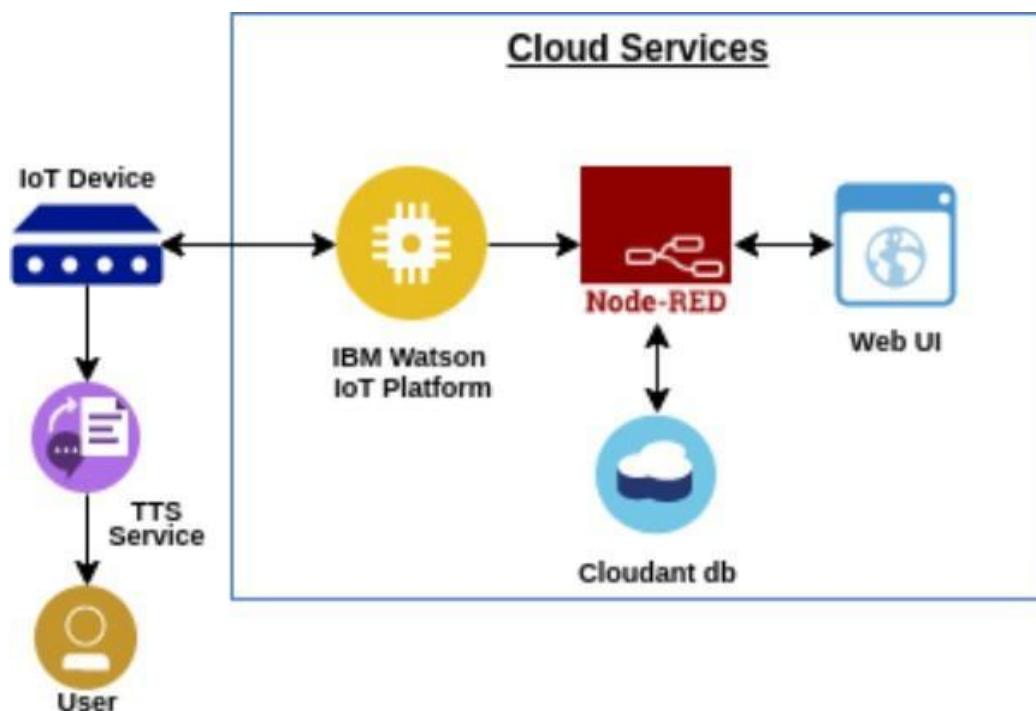 Cloud Services
IoT Device
Node-RED
IBM Watson
IoT Platform
Web UI
TTS
Service
Cloudant db
User